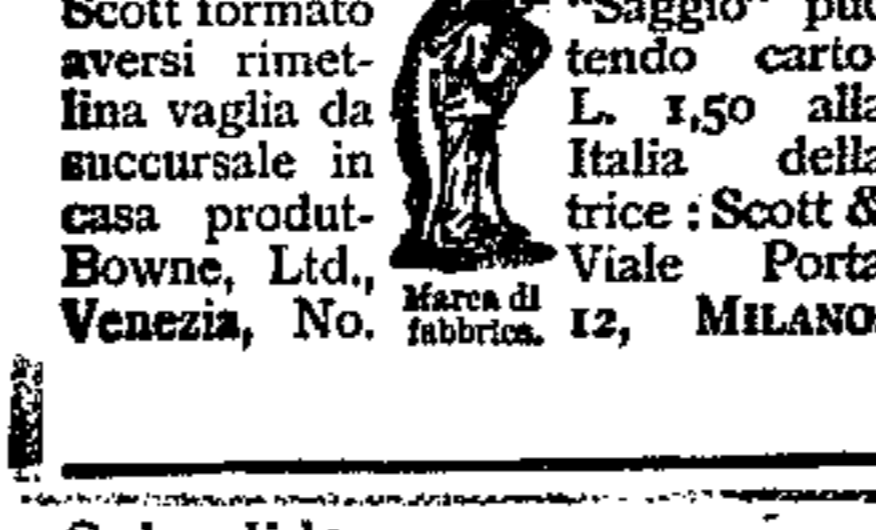 Scott formato "Saggio" può
aversi rimet- tendo carto-
lina vaglia da L. 1,50 alla
succursale in Italia della
casa produt- trice : Scott &
Bowne, Ltd., Viale Porta
Venezia, No. 12, MILANO
Marca di
fabbrica.